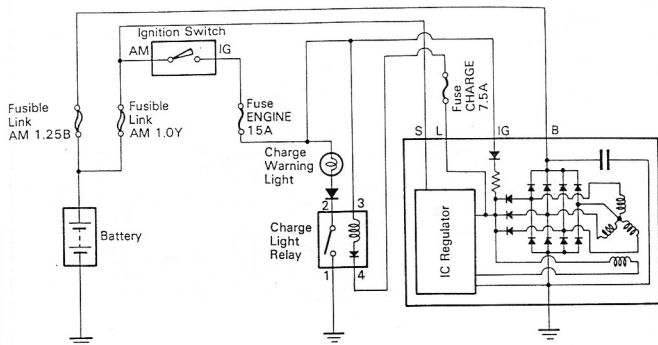 Ignition Switch
AM
IG
Fusible
Link
AM 1.25B
Fusible
Link
AM 1.0Y
Fuse
ENGINE
15A
Fuse
CHARGE
7.5A
S
L
IG
B
Charge
Warning
Light
2
3
Charge
Light
Relay
1
4
Battery
IC Regulator